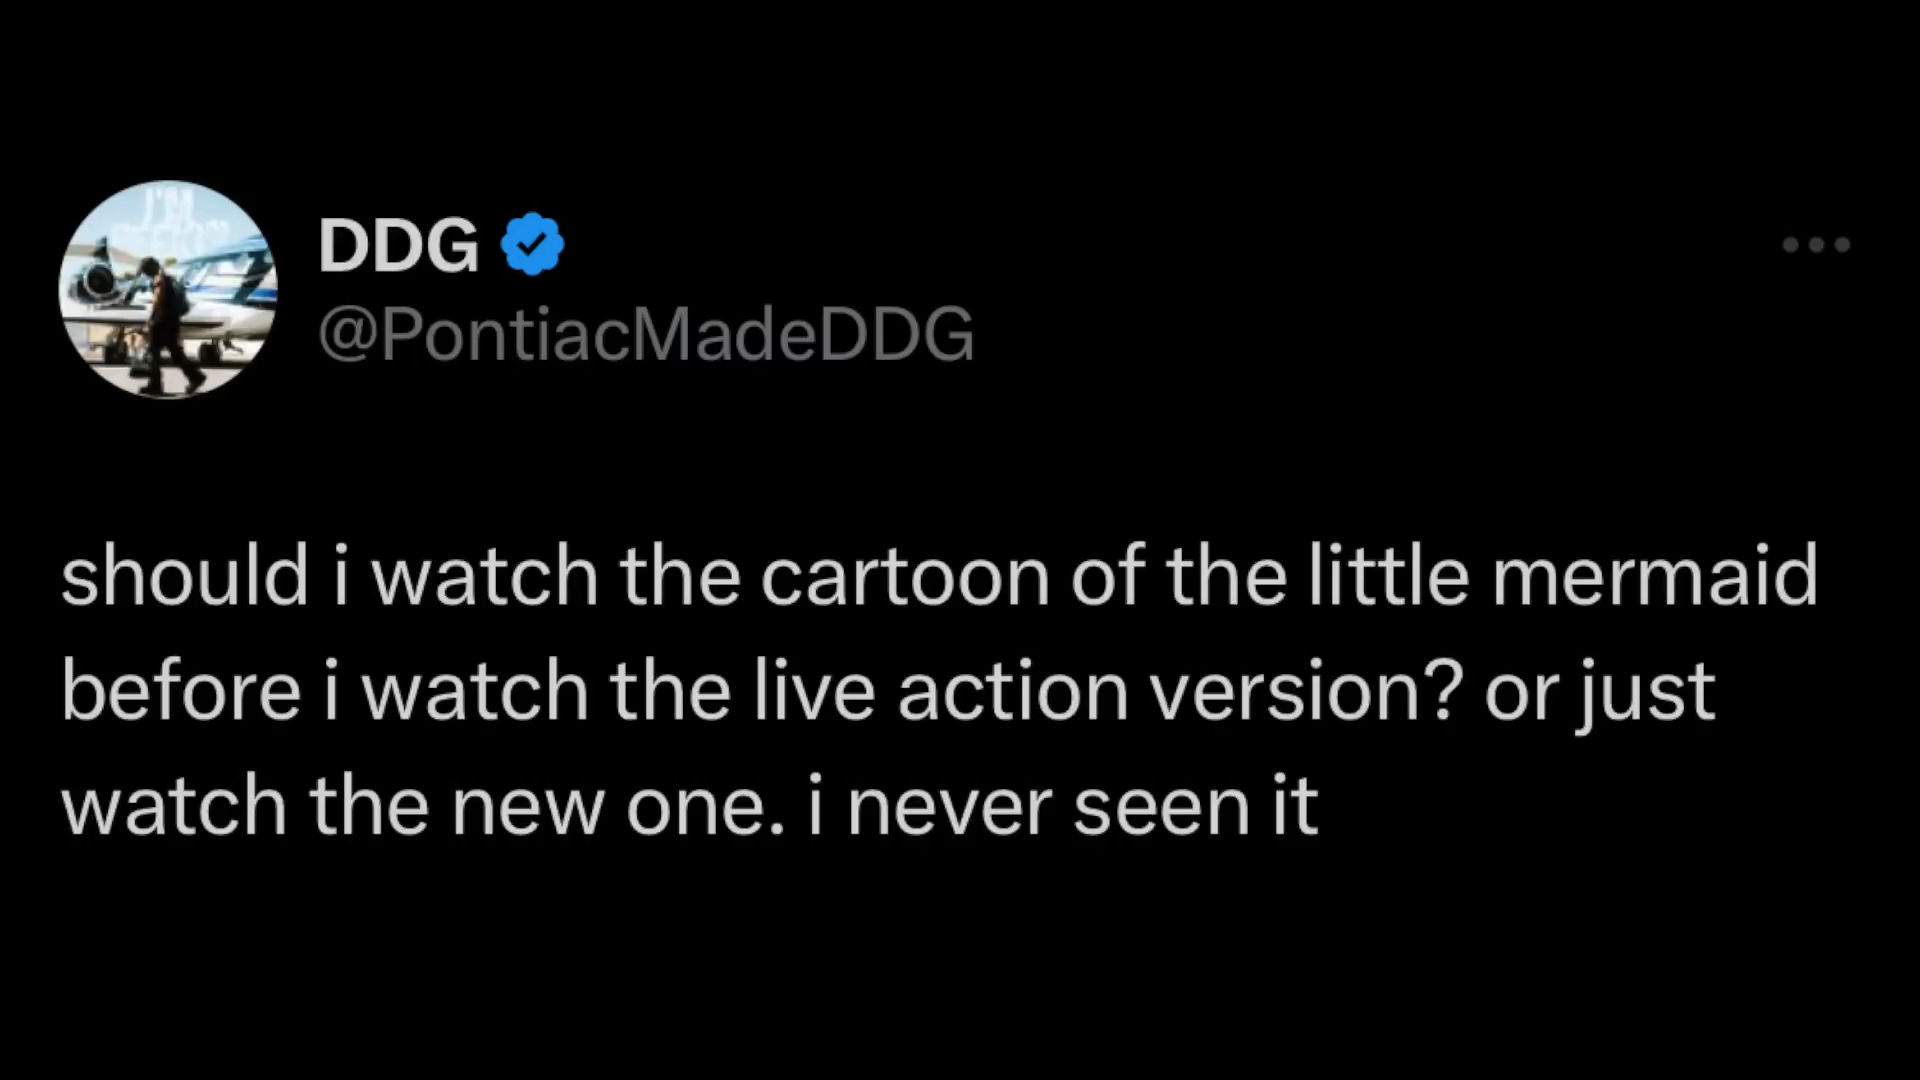 I'M
DDG
@PontiacMadeDDG
should i watch the cartoon of the little mermaid
before i watch the live action version? or just
watch the new one. i never seen it